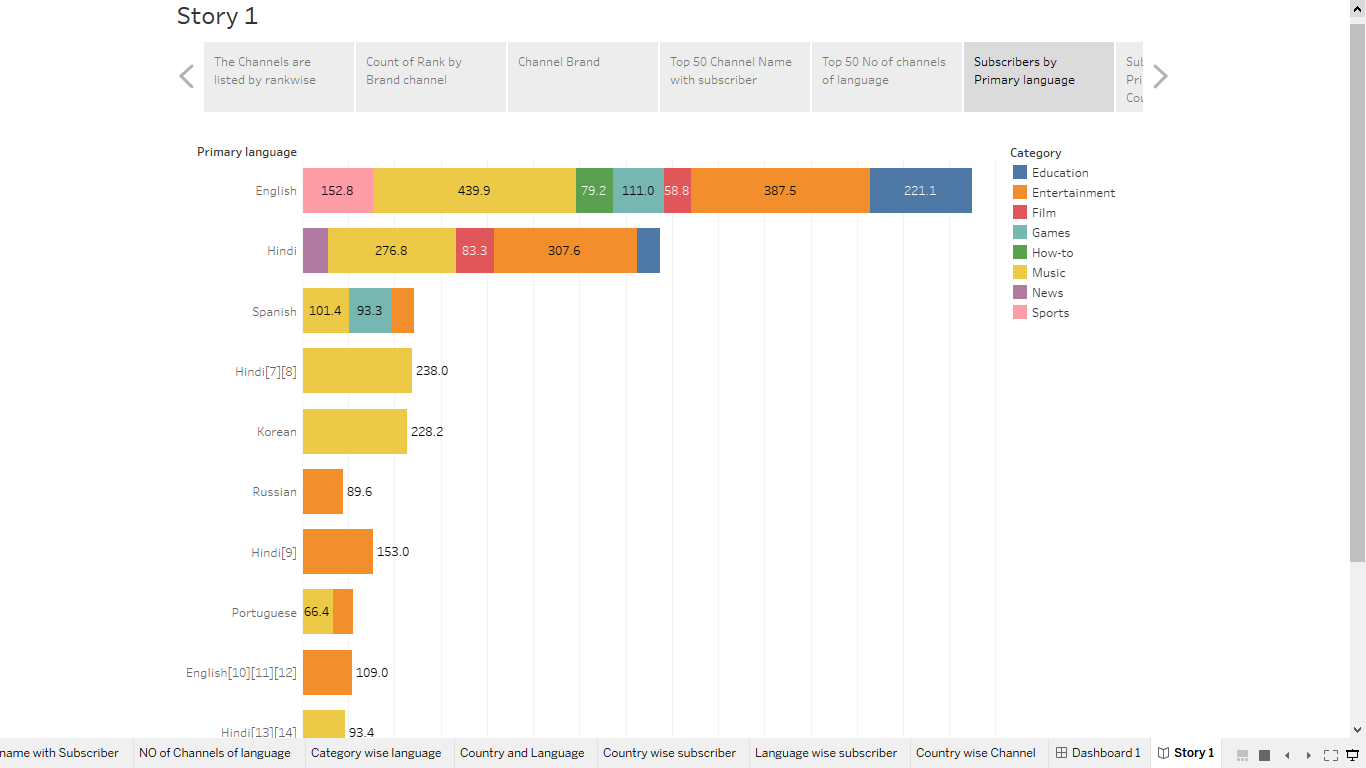 Story 1
The Channels are
listed by rankwise
Count of Rank by
Brand channel
Channel Brand
Top 50 Channel Name
with subscriber
Top 50 No of channels
of language
Subscribers by
Primary language
Primary language
English
152.8
439.9
79.2
111.0
58.8
387.5
221.1
Hindi
276.8
83.3
307.6
Spanish
101.4
93.3
Hindi[7][8]
238.0
Korean
228.2
Russian
89.6
Hindi[9]
153.0
Portuguese
66.4
English[10][11][12]
109.0
Hindi[13][14]
93.4
Category
Education
Entertainment
Film
Games
How-to
Music
News
Sports
name with Subscriber
NO of Channels of language
Category wise language
Country and Language
Country wise subscriber
Language wise subscriber
Country wise Channel
Dashboard 1
Story 1